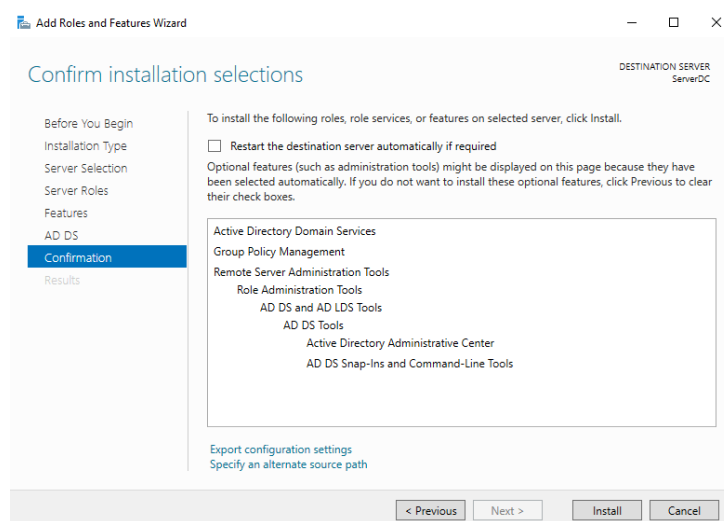 Add Roles and Features Wizard
Confirm installation selections
DESTINATION SERVER
ServerDC
Before You Begin
Installation Type
Server Selection
Server Roles
Features
AD DS
Confirmation
Results
To install the following roles, role services, or features on selected server, click Install.
Restart the destination server automatically if required
Optional features (such as administration tools) might be displayed on this page because they have
been selected automatically. If you do not want to install these optional features, click Previous to clear
their check boxes.
Active Directory Domain Services
Group Policy Management
Remote Server Administration Tools
Role Administration Tools
AD DS and AD LDS Tools
AD DS Tools
Active Directory Administrative Center
AD DS Snap-Ins and Command-Line Tools
Export configuration settings
Specify an alternate source path
< Previous
Next >
Install
Cancel